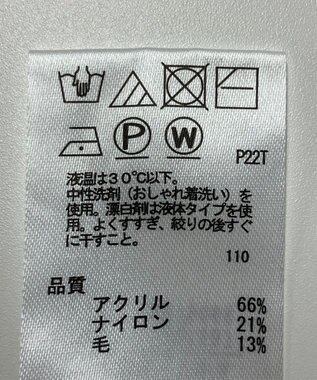 P W P22T
液温は30℃以下。
中性洗剤（おしゃれ着洗い）を
使用。漂白剤は液体タイプを使
用。よくすすぎ、絞りの後すぐ
に干すこと。
110
品質
アクリル 66%
ナイロン 21%
毛 13%